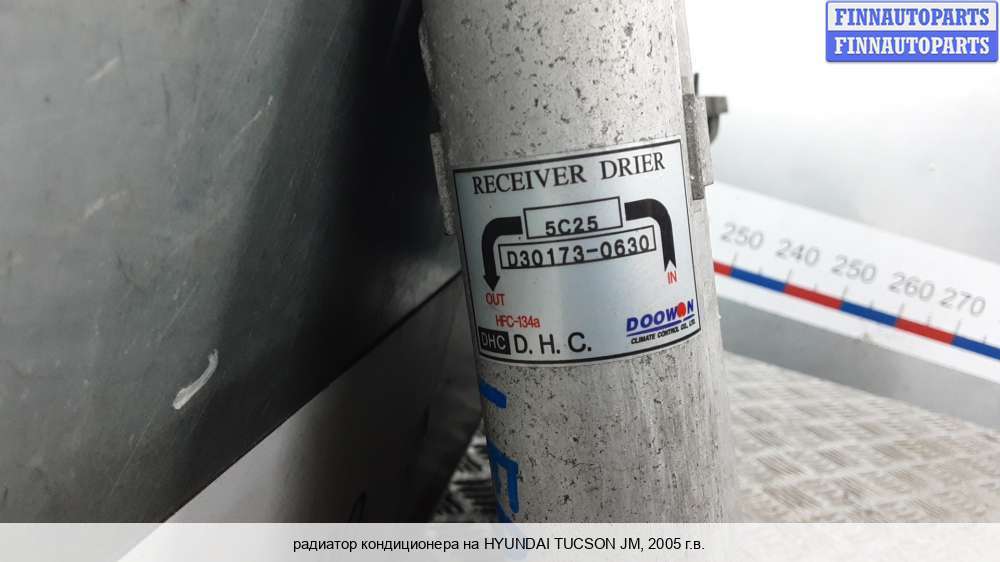 FINNAUTOPARTS
FINNAUTOPARTS
RECEIVER DRIER
5C25
D30173-0630
OUT
IN
HFC-134a
DOOWON
CLIMATE CONTROL CO., LTD.
DHC D. H. C.
250 240 250 260 270
радиатор кондиционера на HYUNDAI TUCSON JM, 2005 г.в.